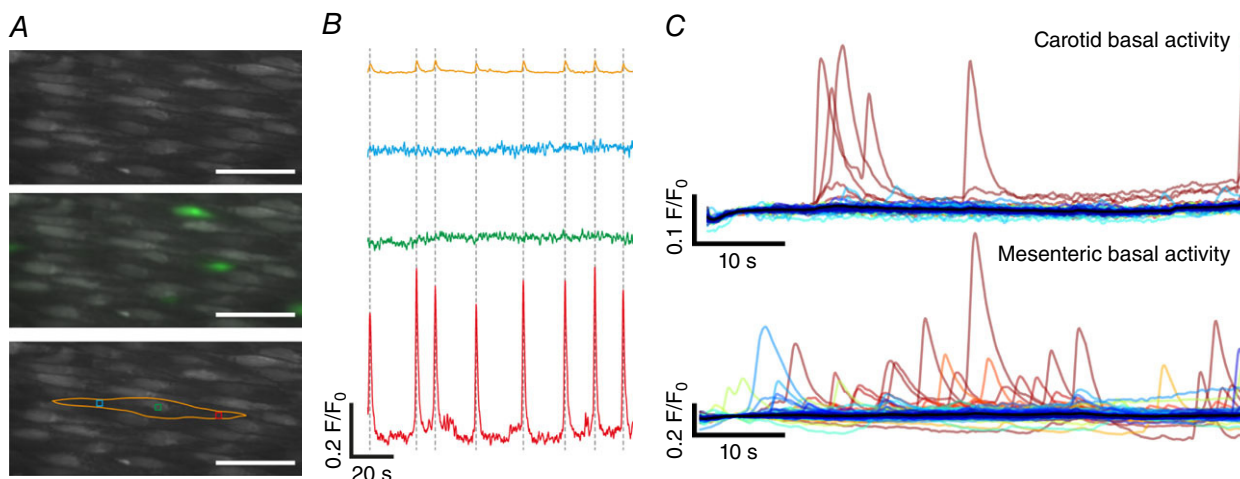 A
B
0.2 F/F0
20 s
C
Carotid basal activity
0.1 F/F0
10 s
Mesenteric basal activity
0.2 F/F0
10 s